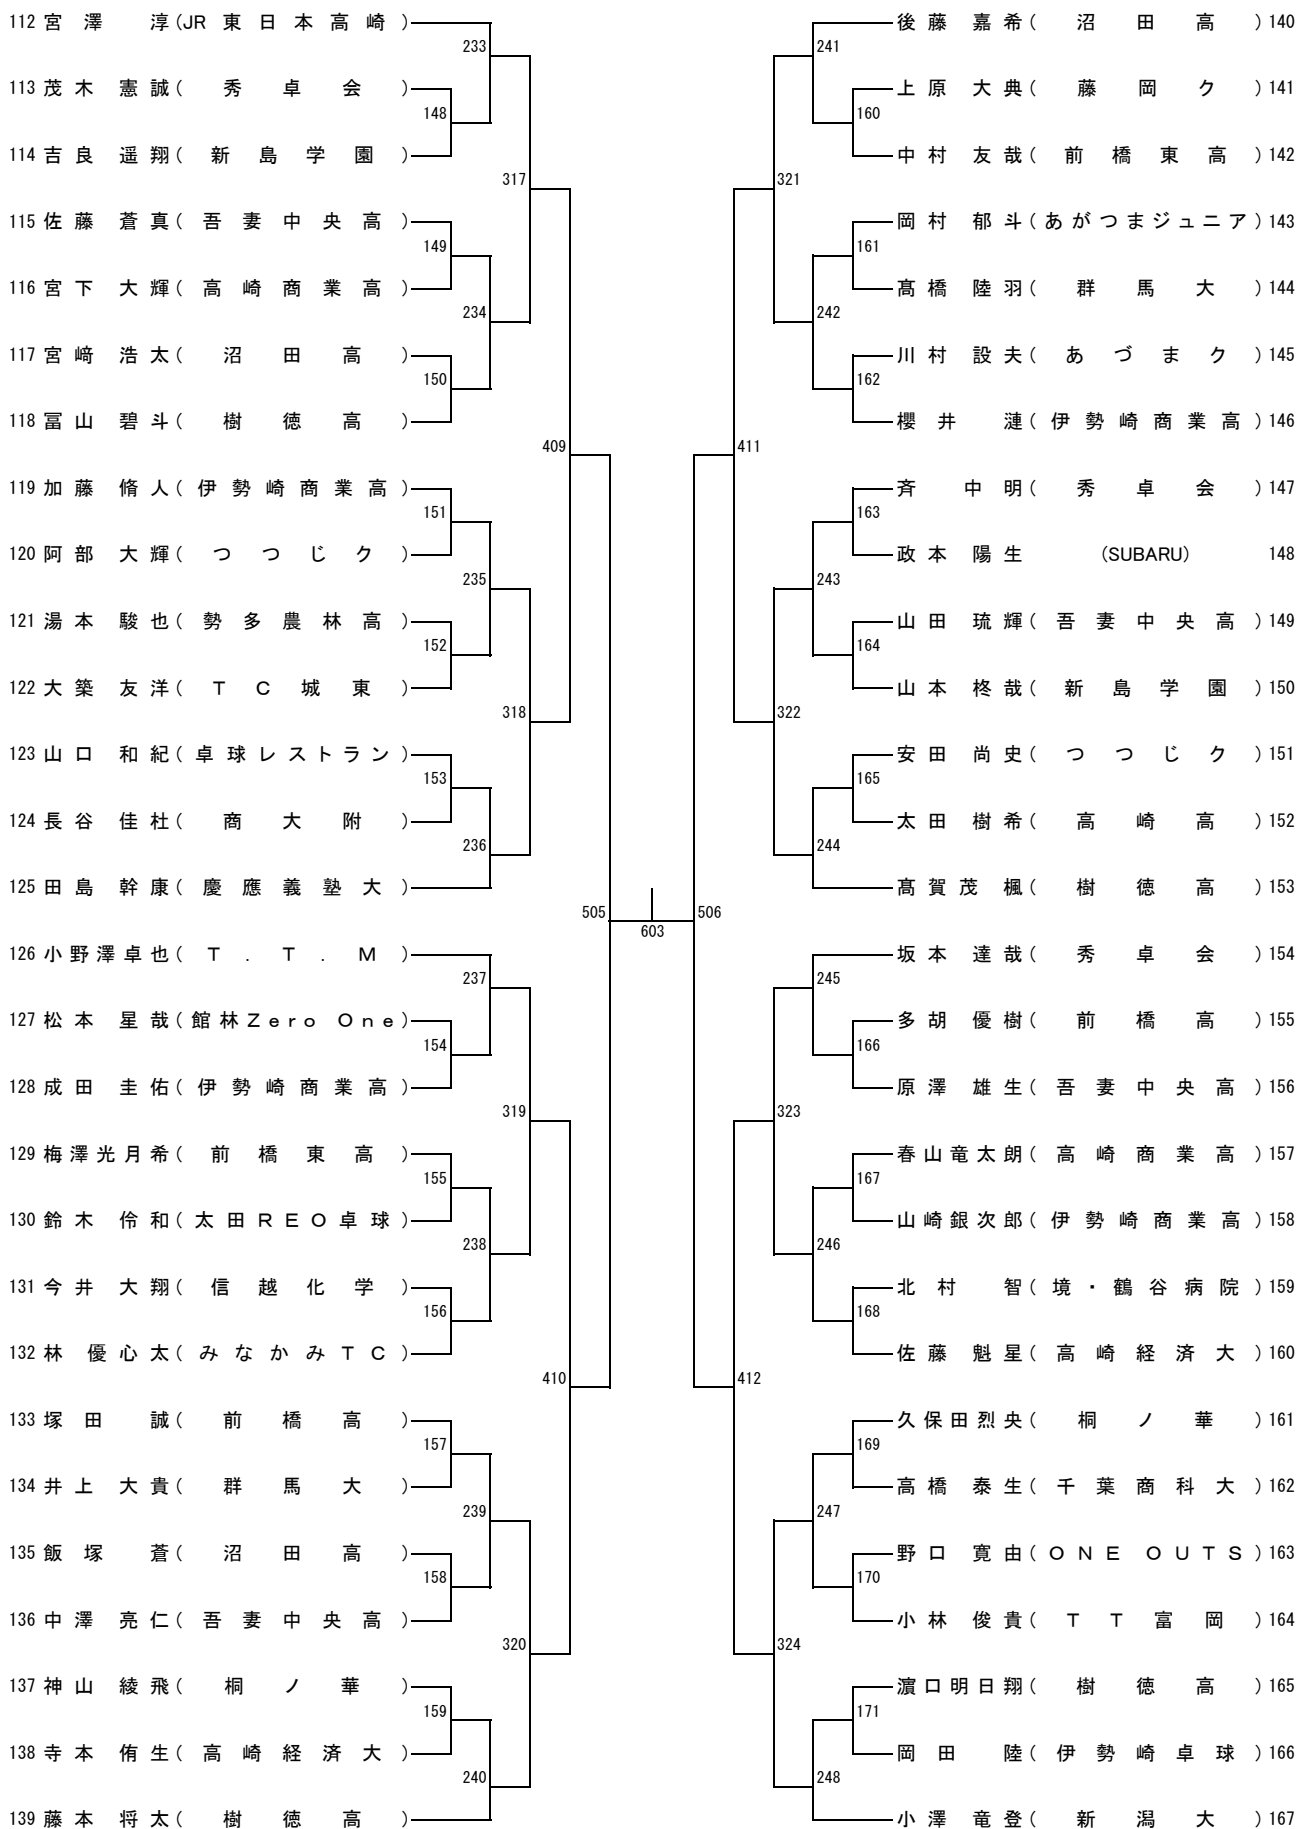 112 宮澤 淳 (JR東日本高崎)
233
113 茂木 憲誠 (秀卓会)
148
114 吉良 遥翔 (新島学園)
317
115 佐藤 蒼真 (吾妻中央高)
149
116 宮下 大輝 (高崎商業高)
234
117 宮﨑 浩太 (沼田高)
150
118 冨山 碧斗 (樹徳高)
409
119 加藤 脩人 (伊勢崎商業高)
151
120 阿部 大輝 (つつじク)
235
121 湯本 駿也 (勢多農林高)
152
122 大築 友洋 (TC城東)
318
123 山口 和紀 (卓球レストラン)
153
124 長谷 佳杜 (商大附)
236
125 田島 幹康 (慶應義塾大)
505
126 小野澤卓也 (T.T.M)
237
127 松本 星哉 (館林Zero One)
154
128 成田 圭佑 (伊勢崎商業高)
319
129 梅澤光月希 (前橋東高)
155
130 鈴木 伶和 (太田REO卓球)
238
131 今井 大翔 (信越化学)
156
132 林 優心太 (みなかみTC)
410
133 塚田 誠 (前橋高)
157
134 井上 大貴 (群馬大)
239
135 飯塚 蒼 (沼田高)
158
136 中澤 亮仁 (吾妻中央高)
320
137 神山 綾飛 (桐ノ華)
159
138 寺本 侑生 (高崎経済大)
240
139 藤本 将太 (樹徳高)
603
後藤 嘉希 (沼田高) 140
241
上原 大典 (藤岡ク) 141
160
中村 友哉 (前橋東高) 142
321
岡村 郁斗 (あがつまジュニア) 143
161
髙橋 陸羽 (群馬大) 144
242
川村 設夫 (あづまク) 145
162
櫻井 漣 (伊勢崎商業高) 146
411
斉 中明 (秀卓会) 147
163
政本 陽生 (SUBARU) 148
243
山田 琉輝 (吾妻中央高) 149
164
山本 柊哉 (新島学園) 150
322
安田 尚史 (つつじク) 151
165
太田 樹希 (高崎高) 152
244
髙賀茂 楓 (樹徳高) 153
506
坂本 達哉 (秀卓会) 154
245
多胡 優樹 (前橋高) 155
166
原澤 雄生 (吾妻中央高) 156
323
春山竜太朗 (高崎商業高) 157
167
山崎銀次郎 (伊勢崎商業高) 158
246
北村 智 (境・鶴谷病院) 159
168
佐藤 魁星 (高崎経済大) 160
412
久保田烈央 (桐ノ華) 161
169
高橋 泰生 (千葉商科大) 162
247
野口 寛由 (ONE OUTS) 163
170
小林 俊貴 (TT富岡) 164
324
濵口明日翔 (樹徳高) 165
171
岡田 陸 (伊勢崎卓球) 166
248
小澤 竜登 (新潟大) 167